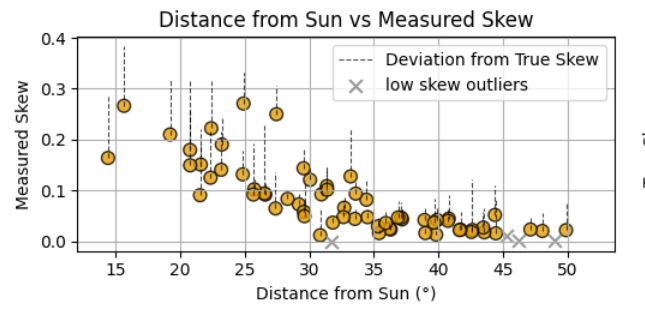 Distance from Sun vs Measured Skew
0.4
0.3
0.2
0.1
0.0
Measured Skew
Deviation from True Skew
low skew outliers
15 20 25 30 35 40 45 50
Distance from Sun (°)